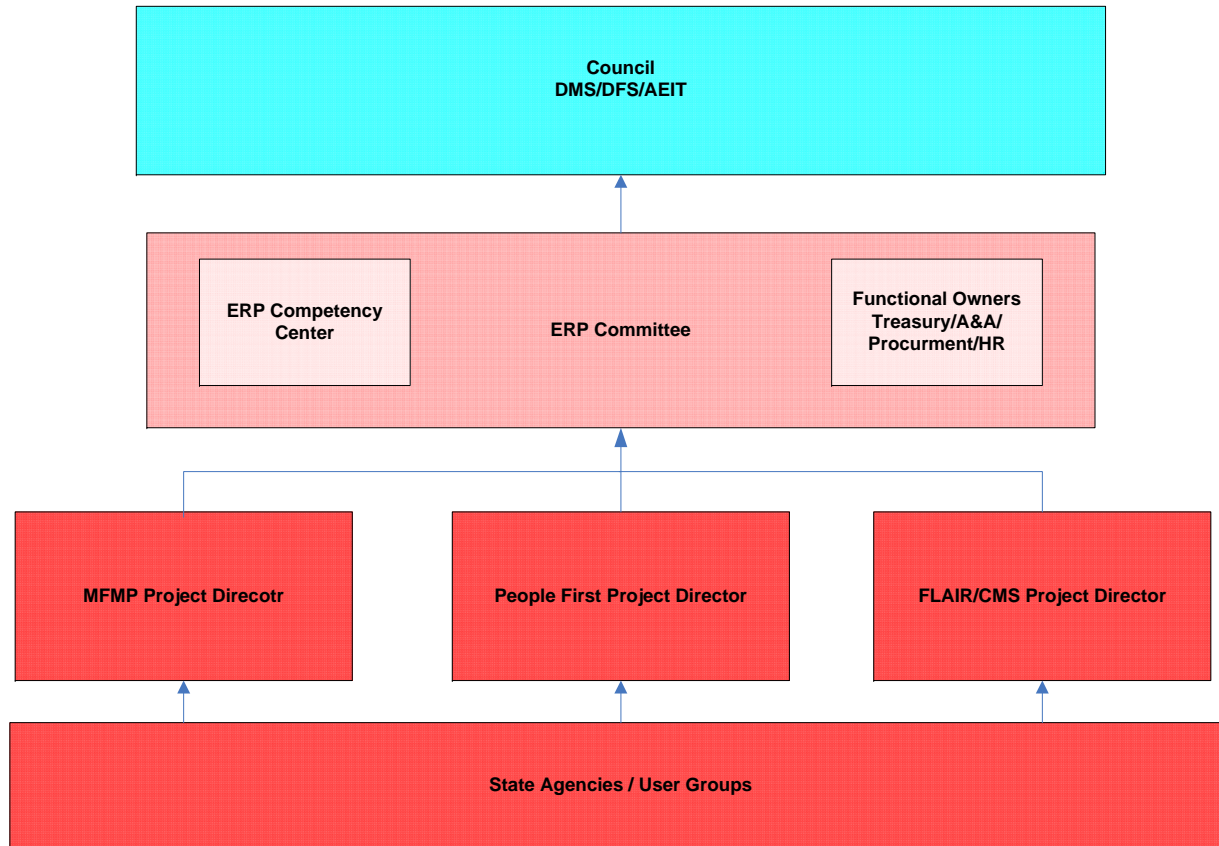 Council
DMS/DFS/AEIT
ERP Competency
Center
ERP Committee
Functional Owners
Treasury/A&A/
Procurment/HR
MFMP Project Direcotr
People First Project Director
FLAIR/CMS Project Director
State Agencies / User Groups